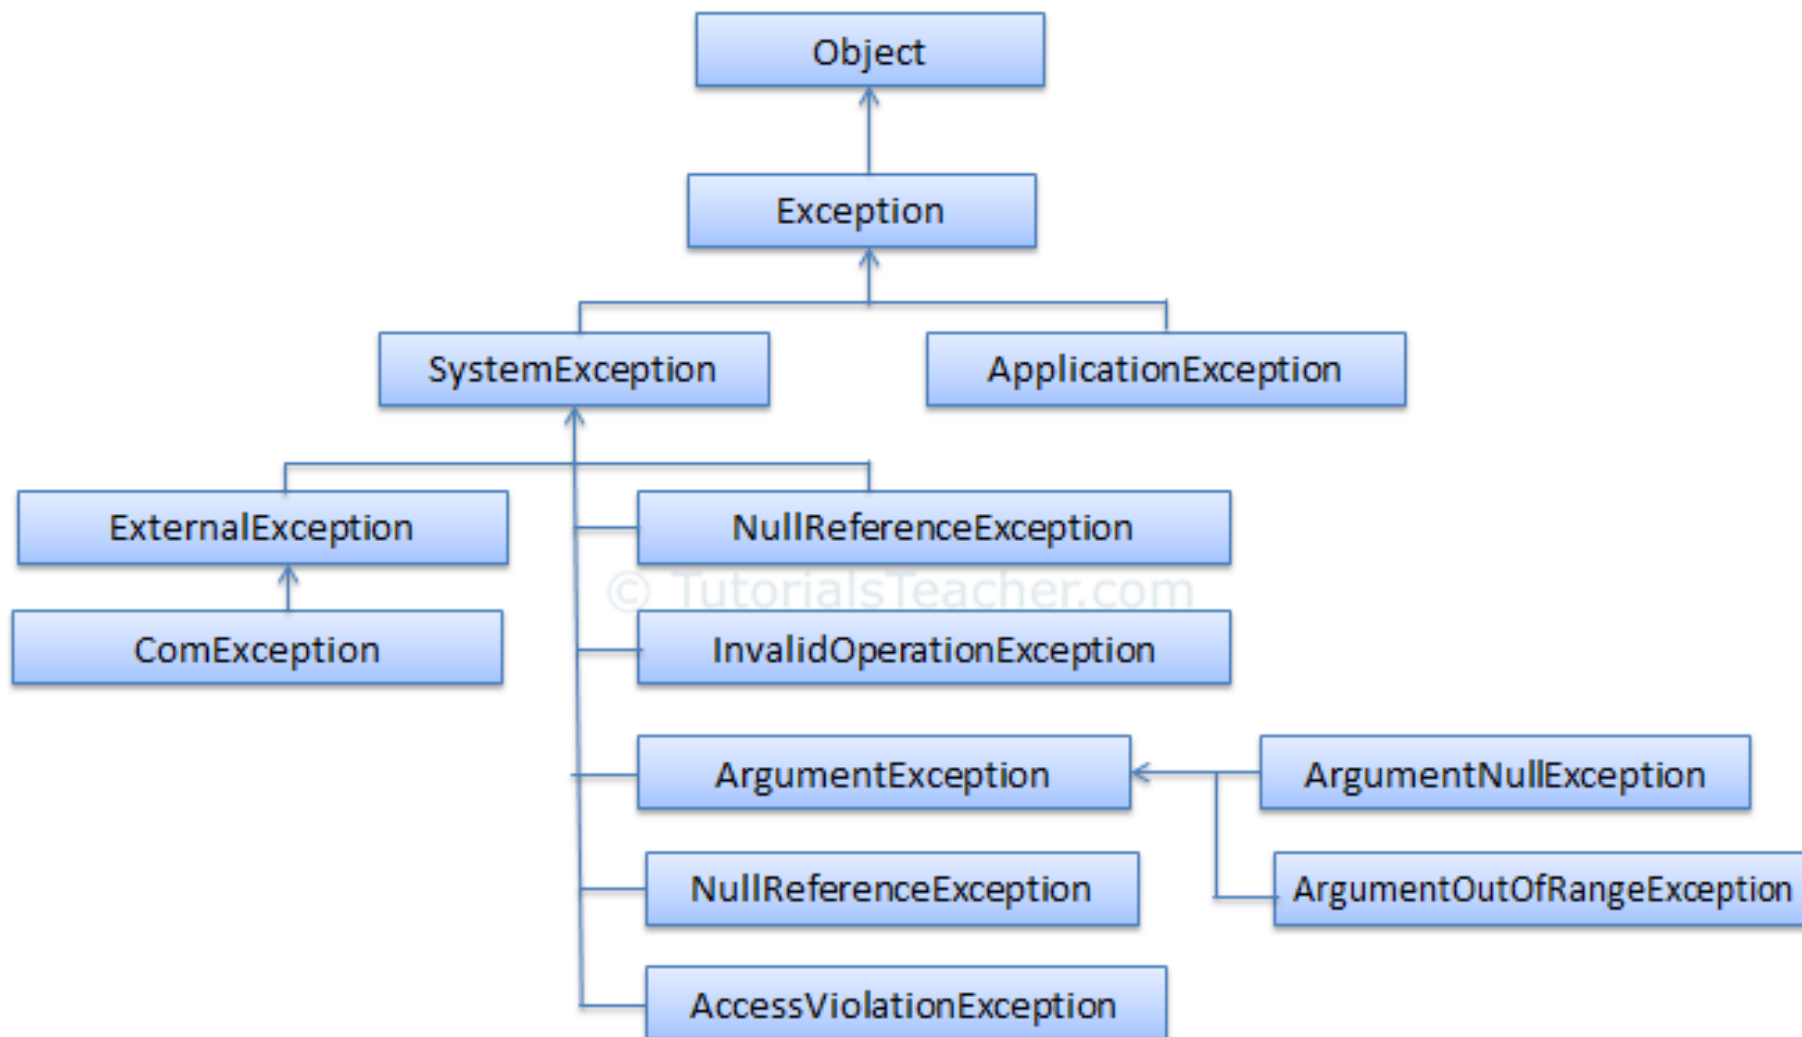 Object
Exception
SystemException
ApplicationException
ExternalException
NullReferenceException
© TutorialsTeacher.com
ComException
InvalidOperationException
ArgumentException
ArgumentNullException
NullReferenceException
ArgumentOutOfRangeException
AccessViolationException